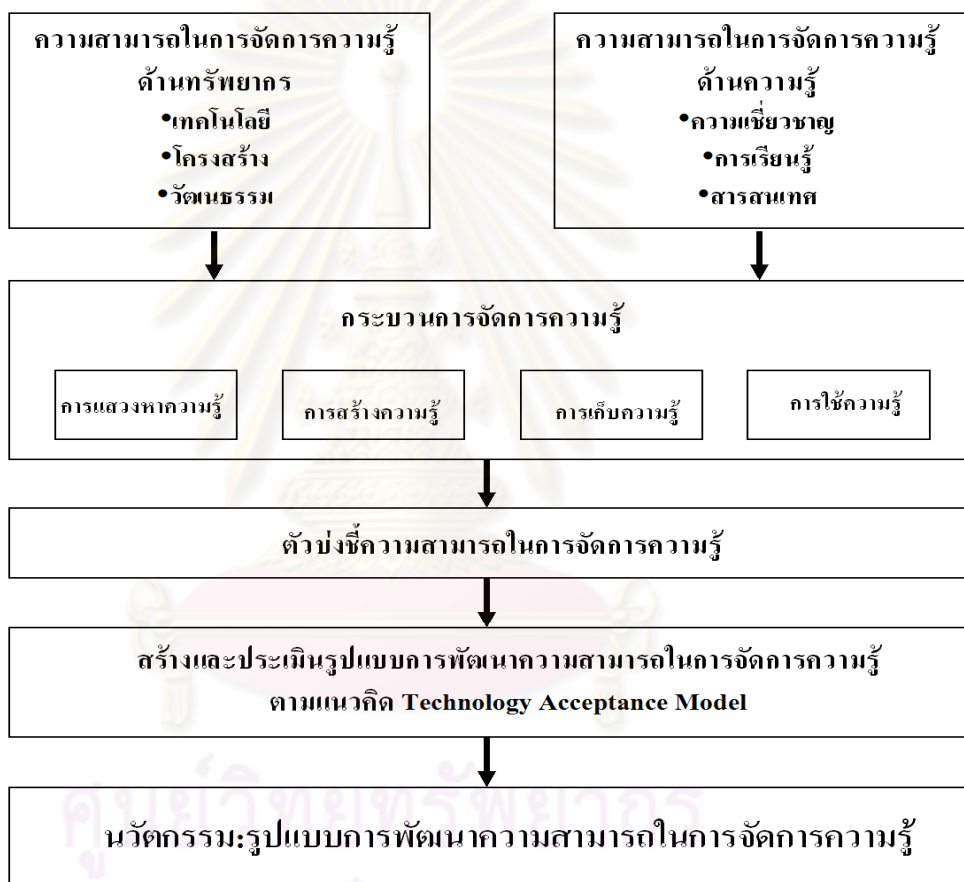 ความสามารถในการจัดการความรู้
ด้านทรัพยากร
•เทคโนโลยี
•โครงสร้าง
•วัฒนธรรม
ความสามารถในการจัดการความรู้
ด้านความรู้
•ความเชี่ยวชาญ
•การเรียนรู้
•สารสนเทศ
กระบวนการจัดการความรู้
การแสวงหาความรู้
การสร้างความรู้
การเก็บความรู้
การใช้ความรู้
ตัวบ่งชี้ความสามารถในการจัดการความรู้
สร้างและประเมินรูปแบบการพัฒนาความสามารถในการจัดการความรู้
ตามแนวคิด Technology Acceptance Model
ศูนย์วิทยทรัพยากร
นวัตกรรม:รูปแบบการพัฒนาความสามารถในการจัดการความรู้